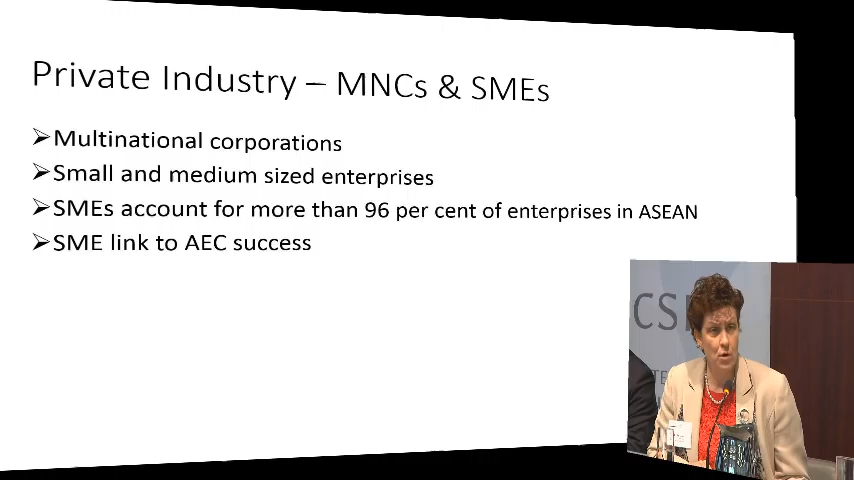 Private Industry – MNCs & SMEs
➢Multinational corporations
➢Small and medium sized enterprises
➢SMEs account for more than 96 per cent of enterprises in ASEAN
➢SME link to AEC success
CSI